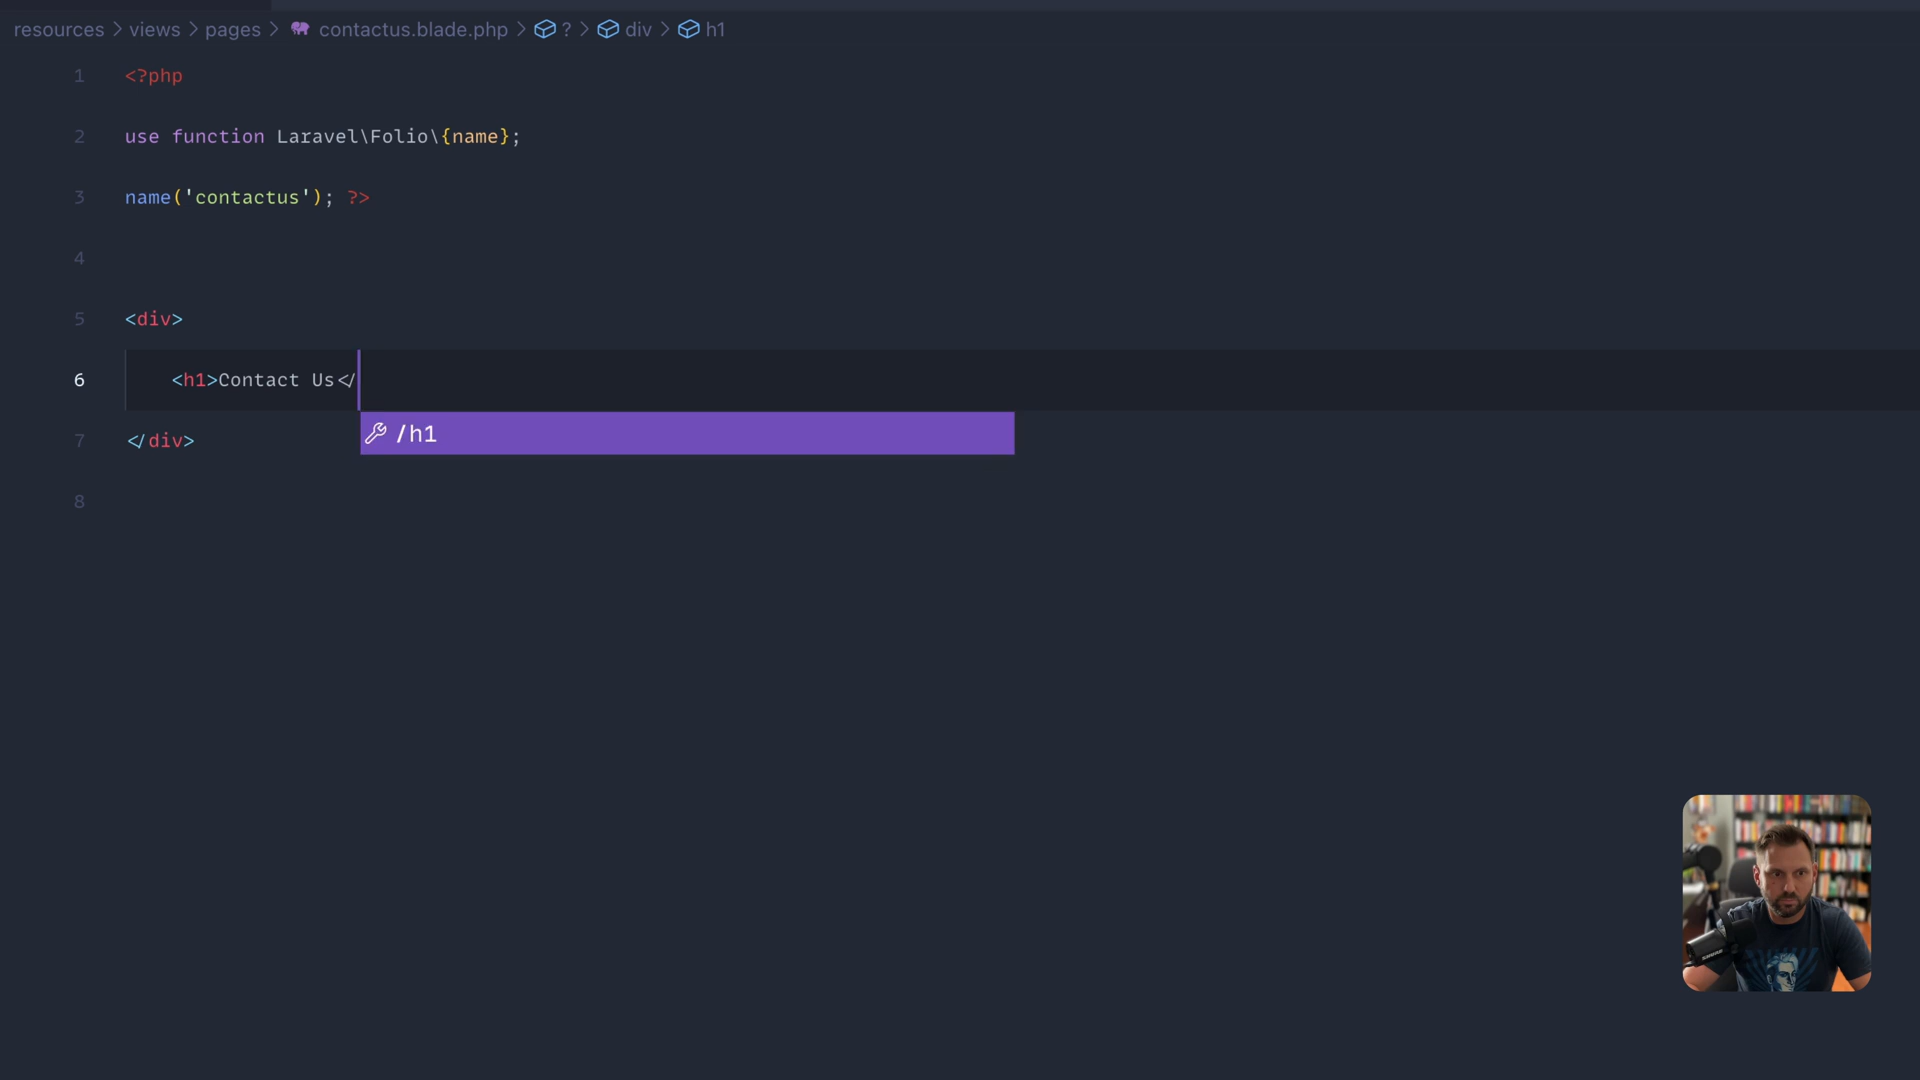 resources > views > pages > contactus.blade.php > ? > div > h1
1 <?php
2 use function Laravel\Folio\{name};
3 name('contactus'); ?>
4
5 <div>
6 <h1>Contact Us</
/h1
7 </div>
8
SHURE